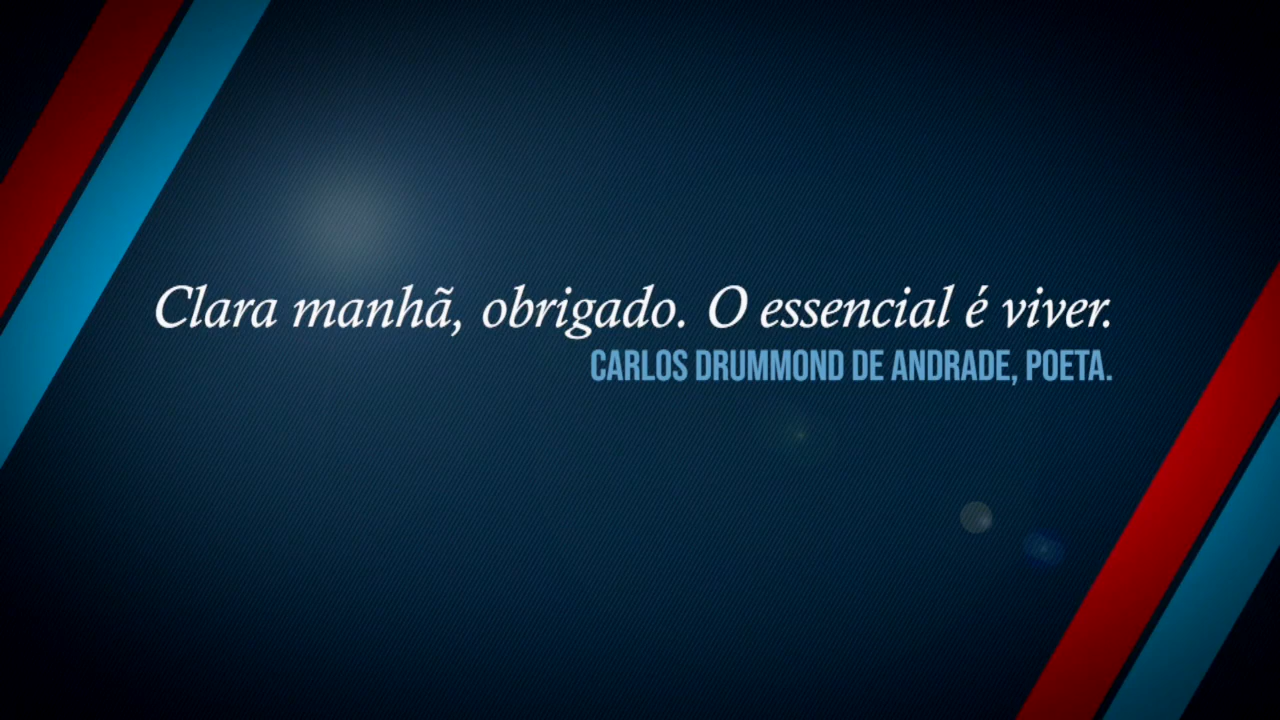 Clara manhã, obrigado. O essencial é viver.
CARLOS DRUMMOND DE ANDRADE, POETA.